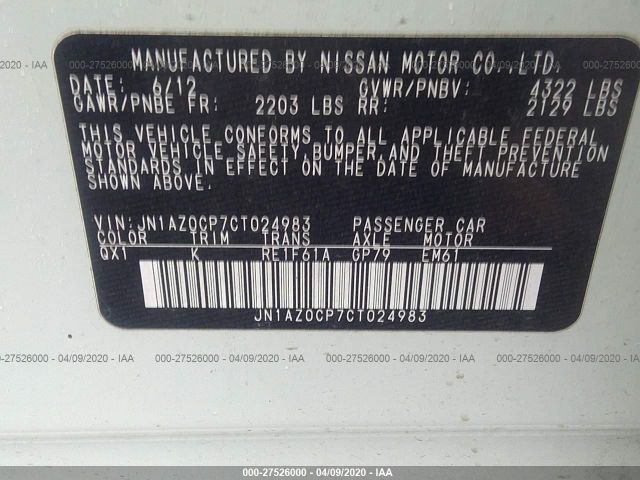 MANUFACTURED BY NISSAN MOTOR CO.,LTD.
DATE: 6/12 GVWR/PNBV: 4322 LBS
GAWR/PNBE FR: 2203 LBS RR: 2129 LBS
THIS VEHICLE CONFORMS TO ALL APPLICABLE FEDERAL
MOTOR VEHICLE SAFETY,BUMPER,AND THEFT PREVENTION
STANDARDS IN EFFECT ON THE DATE OF MANUFACTURE
SHOWN ABOVE.
VIN:JN1AZ0CP7CT024983 PASSENGER CAR
COLOR TRIM TRANS AXLE MOTOR
QX1 K RE1F61A GP79 EM61
JN1AZ0CP7CT024983
000-27526000 - 04/09/2020 - IAA